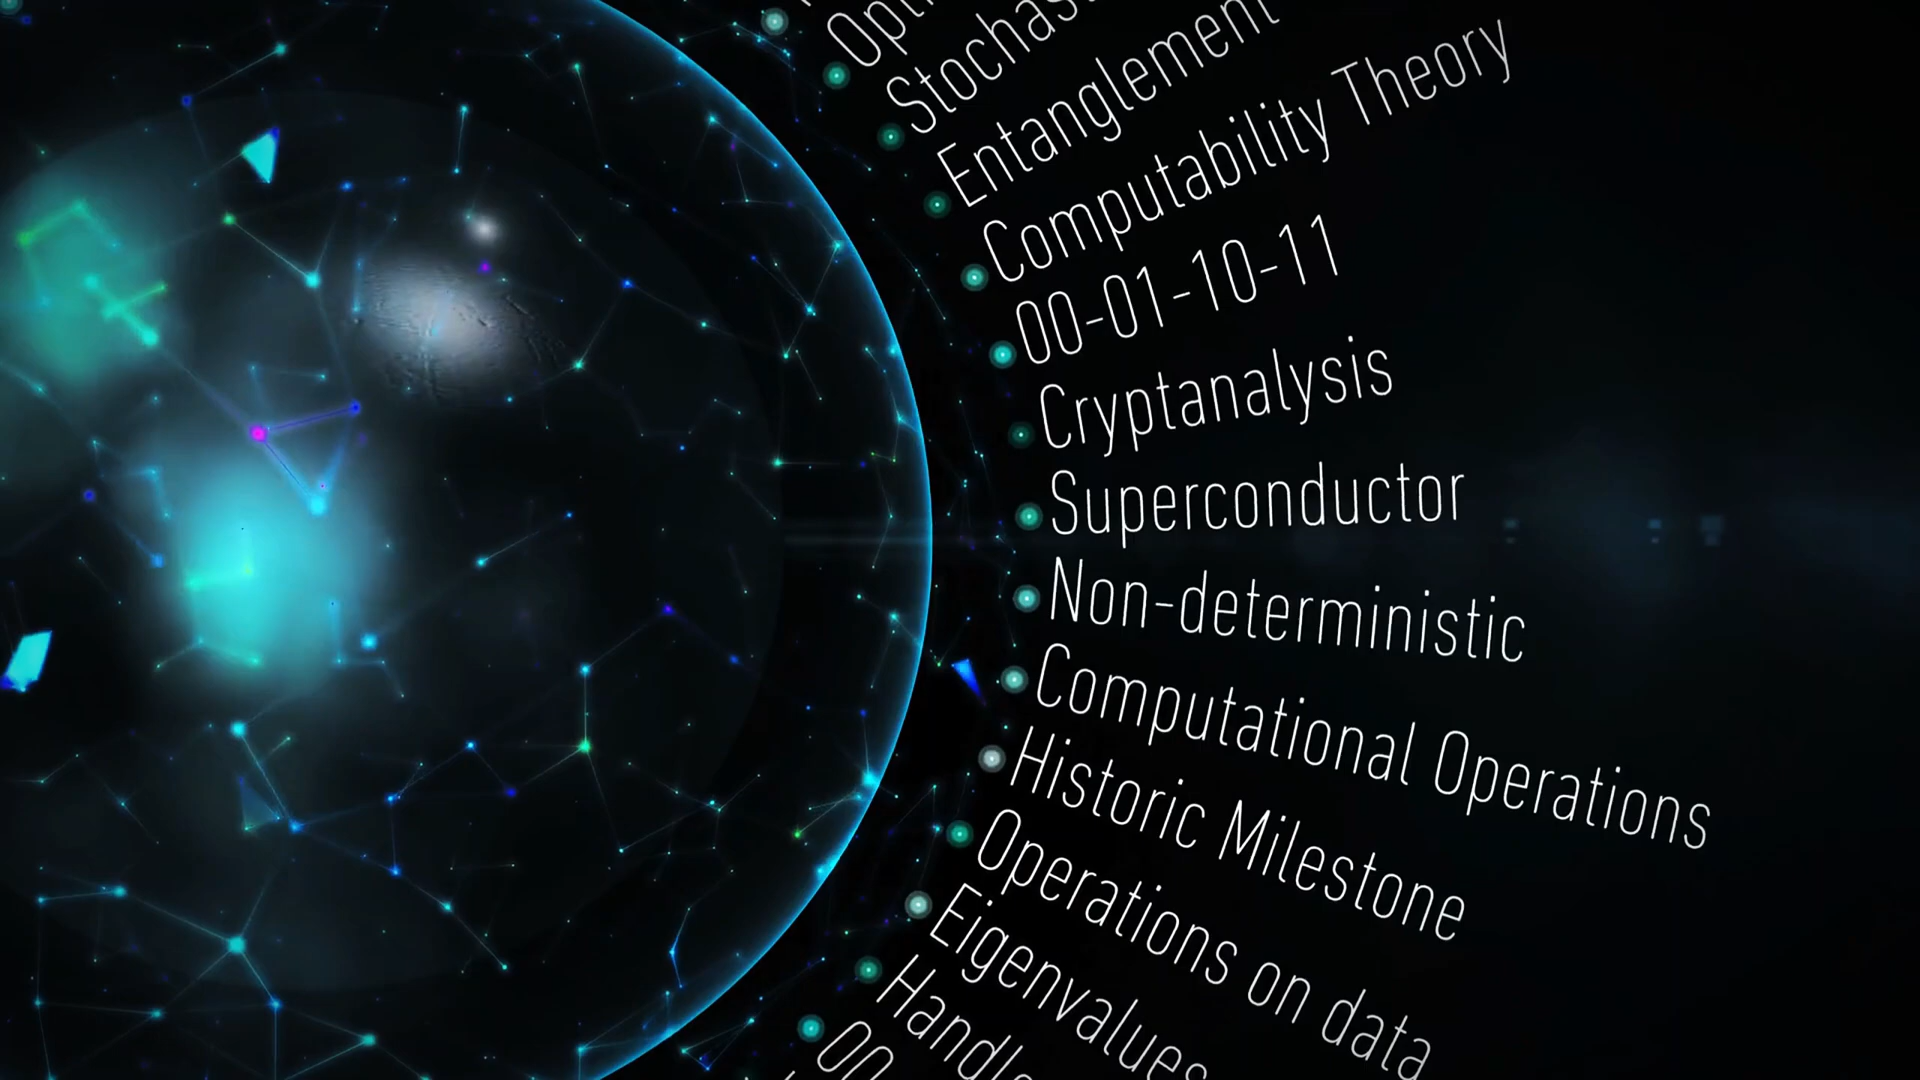 Entanglement
Computability Theory
00-01-10-11
Cryptanalysis
Superconductor
Non-deterministic
Computational Operations
Historic Milestone
Operations on data
Eigenvalues
00